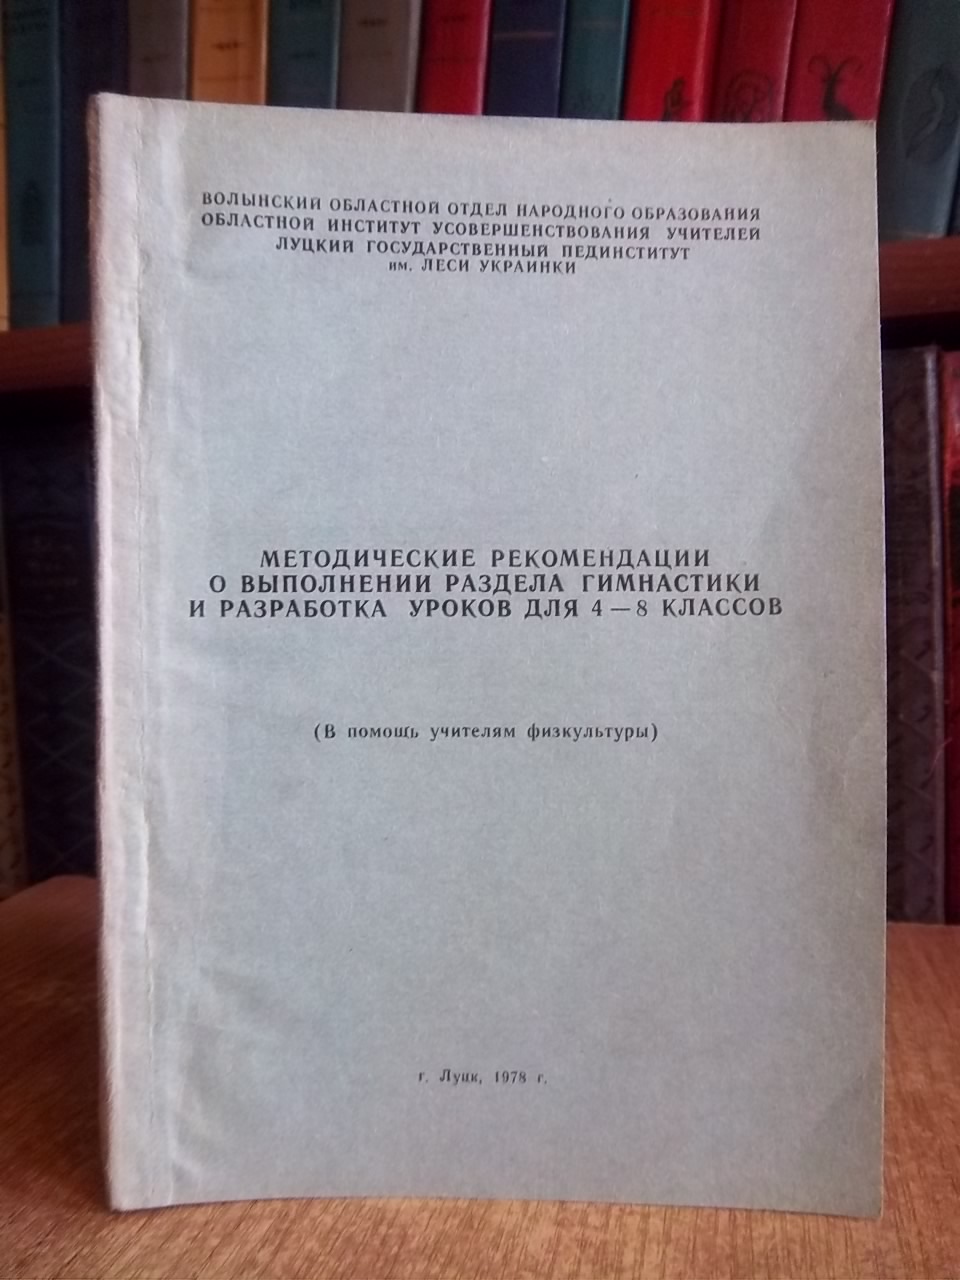 ВОЛЫНСКИЙ ОБЛАСТНОЙ ОТДЕЛ НАРОДНОГО ОБРАЗОВАНИЯ
ОБЛАСТНОЙ ИНСТИТУТ УСОВЕРШЕНСТВОВАНИЯ УЧИТЕЛЕЙ
ЛУЦКИЙ ГОСУДАРСТВЕННЫЙ ПЕДИНСТИТУТ
им. ЛЕСИ УКРАИНКИ
МЕТОДИЧЕСКИЕ РЕКОМЕНДАЦИИ
О ВЫПОЛНЕНИИ РАЗДЕЛА ГИМНАСТИКИ
И РАЗРАБОТКА УРОКОВ ДЛЯ 4 — 8 КЛАССОВ
(В помощь учителям физкультуры)
г. Луцк, 1978 г.